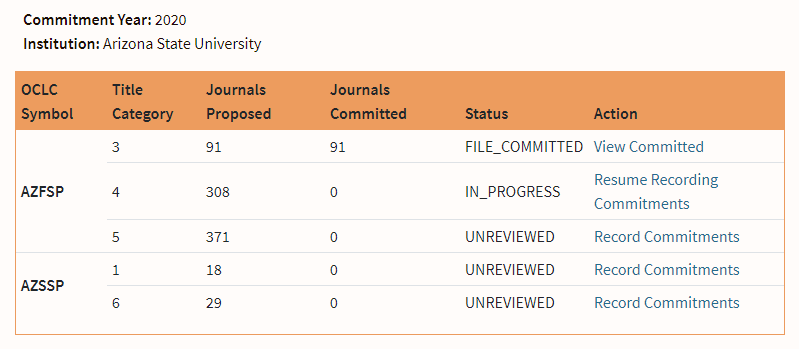 Commitment Year: 2020
Institution: Arizona State University
OCLC Symbol Title Category Journals Proposed Journals Committed Status Action
AZFSP 3 91 91 FILE_COMMITTED View Committed
4 308 0 IN_PROGRESS Resume Recording Commitments
5 371 0 UNREVIEWED Record Commitments
AZSSP 1 18 0 UNREVIEWED Record Commitments
6 29 0 UNREVIEWED Record Commitments